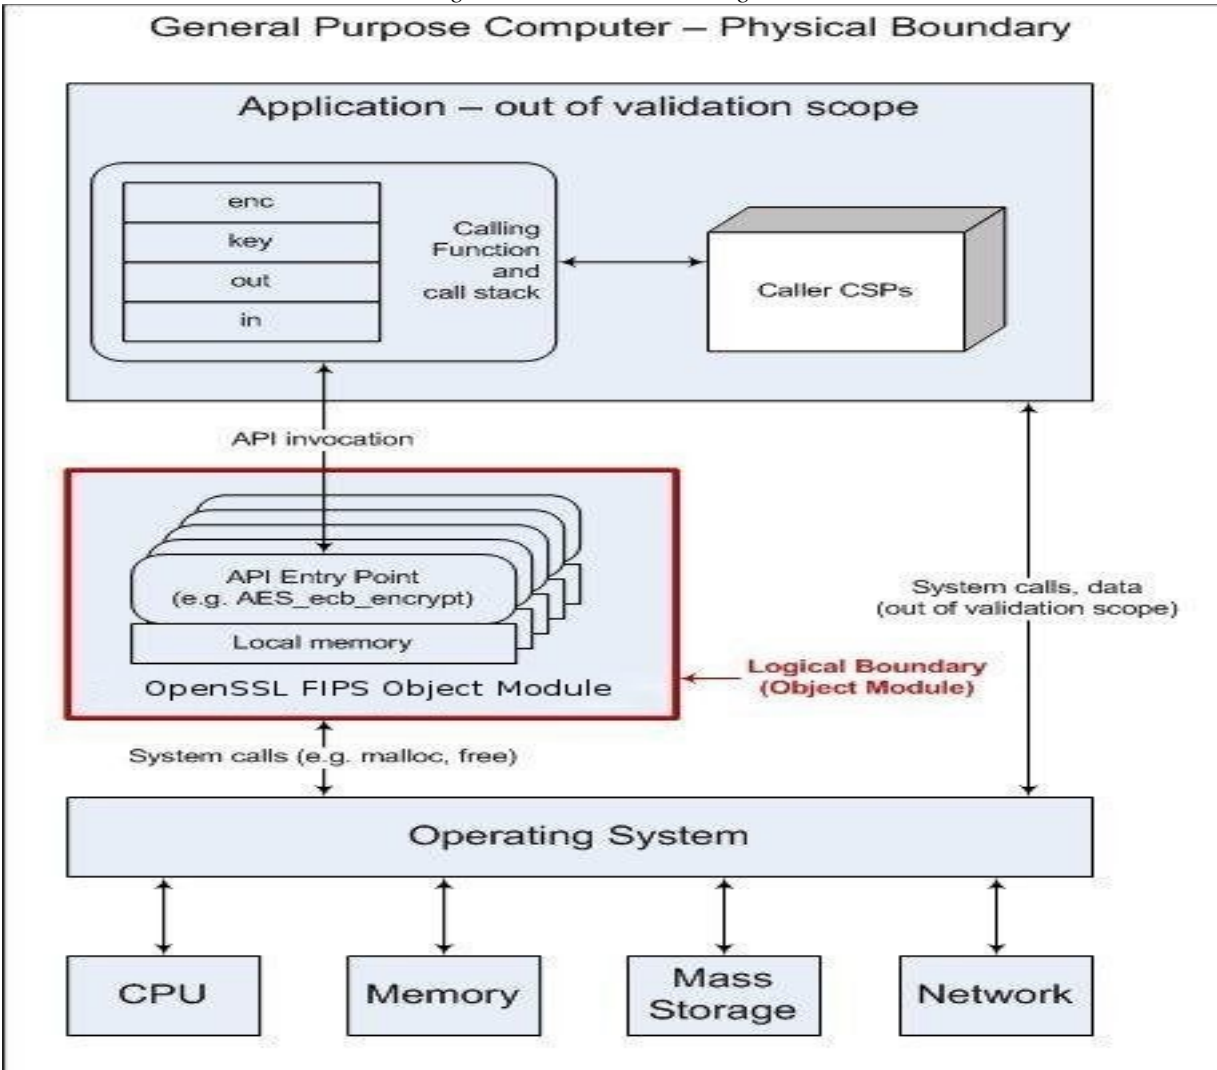 General Purpose Computer – Physical Boundary
Application – out of validation scope
enc
key
out
in
Calling
Function
and
call stack
Caller CSPs
API invocation
API Entry Point
(e.g. AES_ecb_encrypt)
Local memory
OpenSSL FIPS Object Module
System calls, data
(out of validation scope)
Logical Boundary
(Object Module)
System calls (e.g. malloc, free)
Operating System
CPU
Memory
Mass
Storage
Network